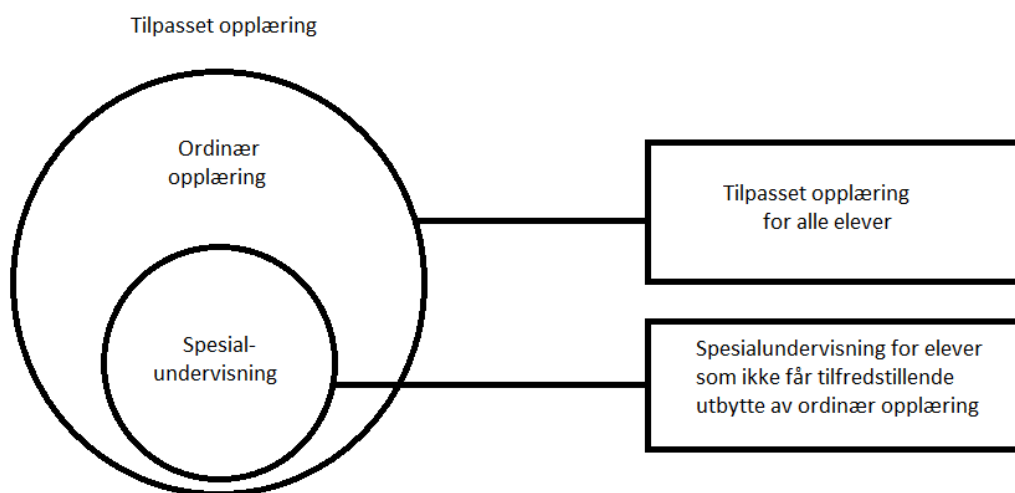 Tilpasset opplæring
Ordinær
opplæring
Tilpasset opplæring
for alle elever
Spesial-
undervisning
Spesialundervisning for elever
som ikke får tilfredstillende
utbytte av ordinær opplæring